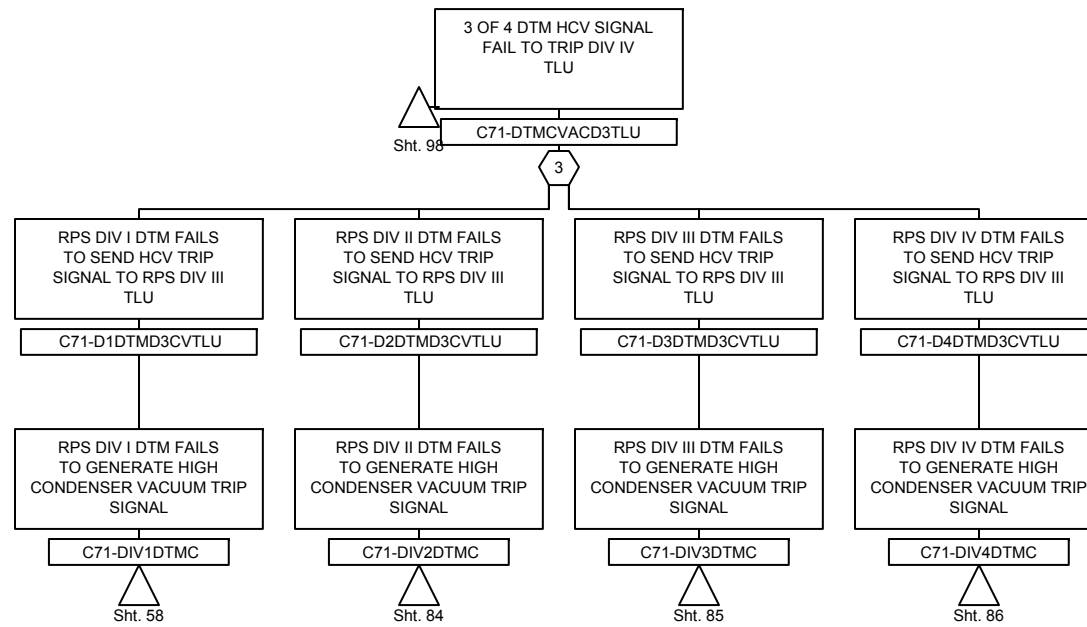 3 OF 4 DTM HCV SIGNAL
FAIL TO TRIP DIV IV
TLU
Sht. 98
C71-DTMCVACD3TLU
3
RPS DIV I DTM FAILS
TO SEND HCV TRIP
SIGNAL TO RPS DIV III
TLU
C71-D1DTMD3CVTLU
RPS DIV II DTM FAILS
TO SEND HCV TRIP
SIGNAL TO RPS DIV III
TLU
C71-D2DTMD3CVTLU
RPS DIV III DTM FAILS
TO SEND HCV TRIP
SIGNAL TO RPS DIV III
TLU
C71-D3DTMD3CVTLU
RPS DIV IV DTM FAILS
TO SEND HCV TRIP
SIGNAL TO RPS DIV III
TLU
C71-D4DTMD3CVTLU
RPS DIV I DTM FAILS
TO GENERATE HIGH
CONDENSER VACUUM TRIP
SIGNAL
C71-DIV1DTMC
Sht. 58
RPS DIV II DTM FAILS
TO GENERATE HIGH
CONDENSER VACUUM TRIP
SIGNAL
C71-DIV2DTMC
Sht. 84
RPS DIV III DTM FAILS
TO GENERATE HIGH
CONDENSER VACUUM TRIP
SIGNAL
C71-DIV3DTMC
Sht. 85
RPS DIV IV DTM FAILS
TO GENERATE HIGH
CONDENSER VACUUM TRIP
SIGNAL
C71-DIV4DTMC
Sht. 86